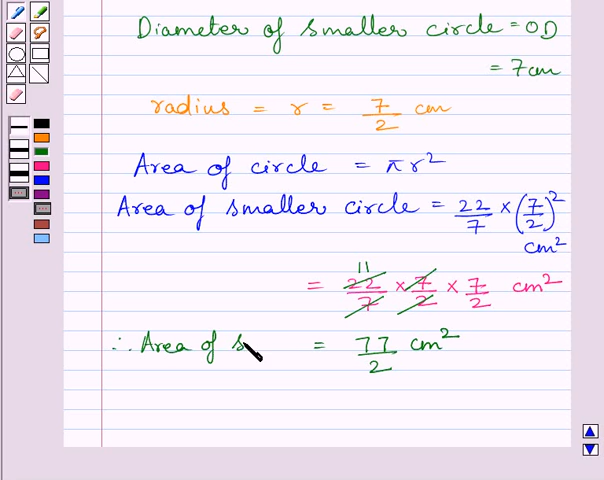 Diameter of smaller circle = OD
= 7cm
radius = r = 7/2 cm
Area of circle = πr²
Area of smaller circle = 22/7 × (7/2)²
cm²
11
= 22/7 × 7/2 × 7/2 cm²
∴ Area of s = 77/2 cm²